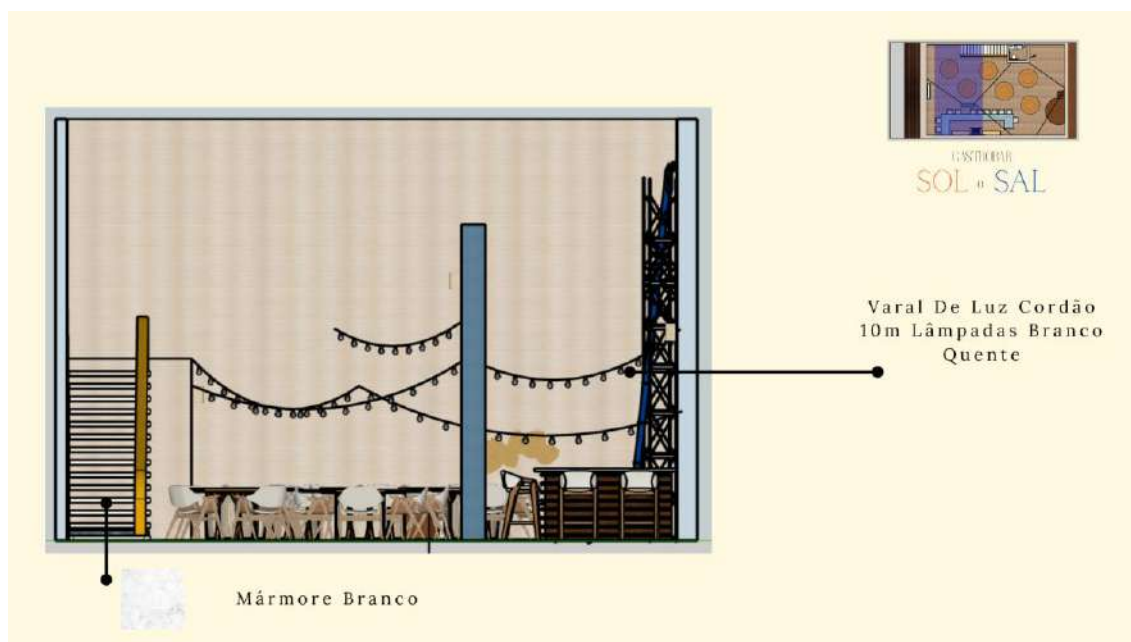 GASTROBAR
SOL e SAL
Varal De Luz Cordão
10m Lâmpadas Branco
Quente
Mármore Branco